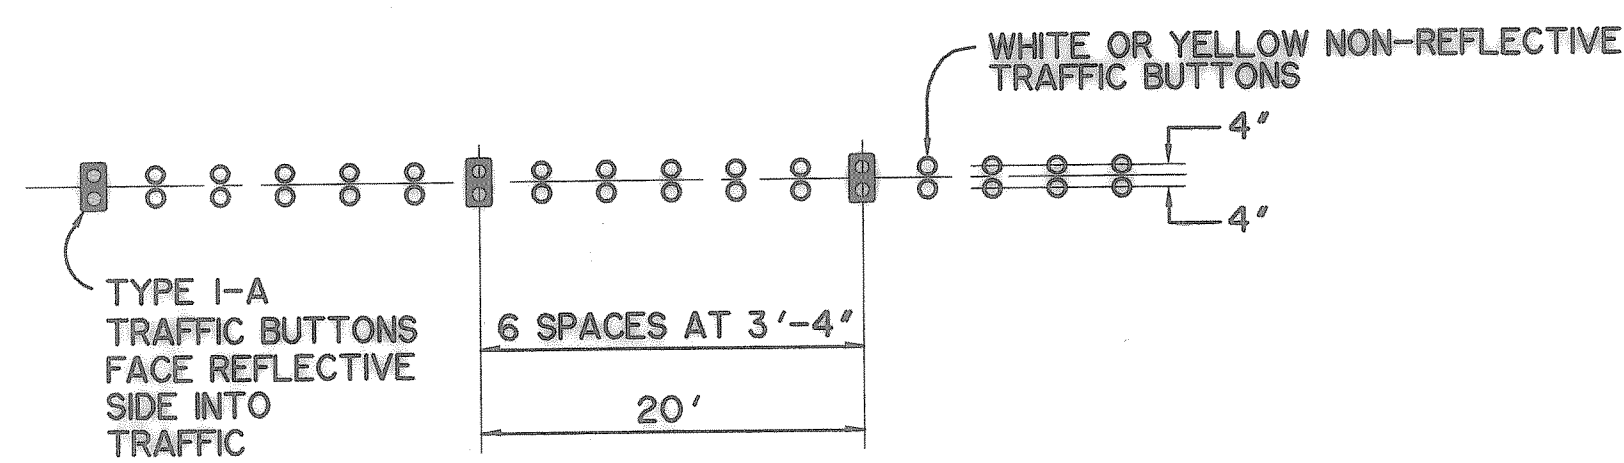 WHITE OR YELLOW NON-REFLECTIVE
TRAFFIC BUTTONS
4"
4"
TYPE I-A
TRAFFIC BUTTONS
FACE REFLECTIVE
SIDE INTO
TRAFFIC
6 SPACES AT 3'-4"
20'